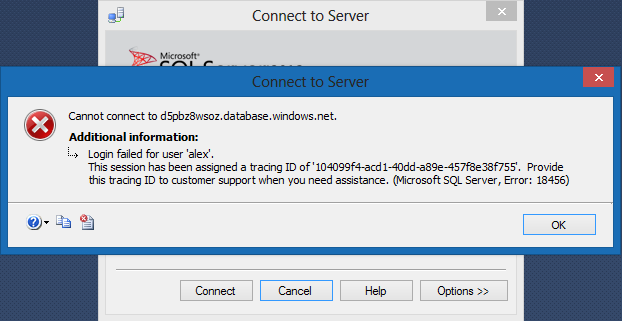 Connect to Server
Microsoft®
Connect to Server
Cannot connect to d5pbz8wsoz.database.windows.net.
Additional information:
Login failed for user 'alex'.
This session has been assigned a tracing ID of '104099f4-acd1-40dd-a89e-457f8e38f755'. Provide
this tracing ID to customer support when you need assistance. (Microsoft SQL Server, Error: 18456)
OK
Connect
Cancel
Help
Options >>